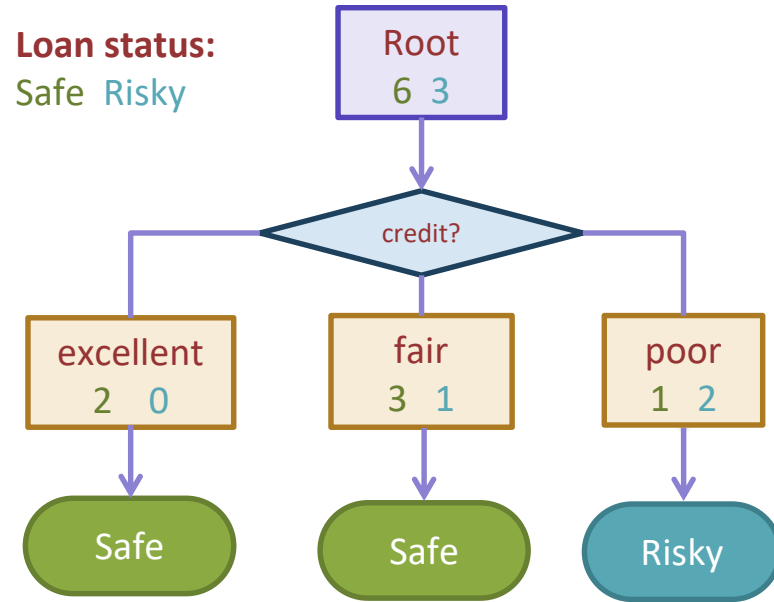 Loan status:
Safe Risky
Root
6 3
credit?
excellent
2 0
fair
3 1
poor
1 2
Safe
Safe
Risky